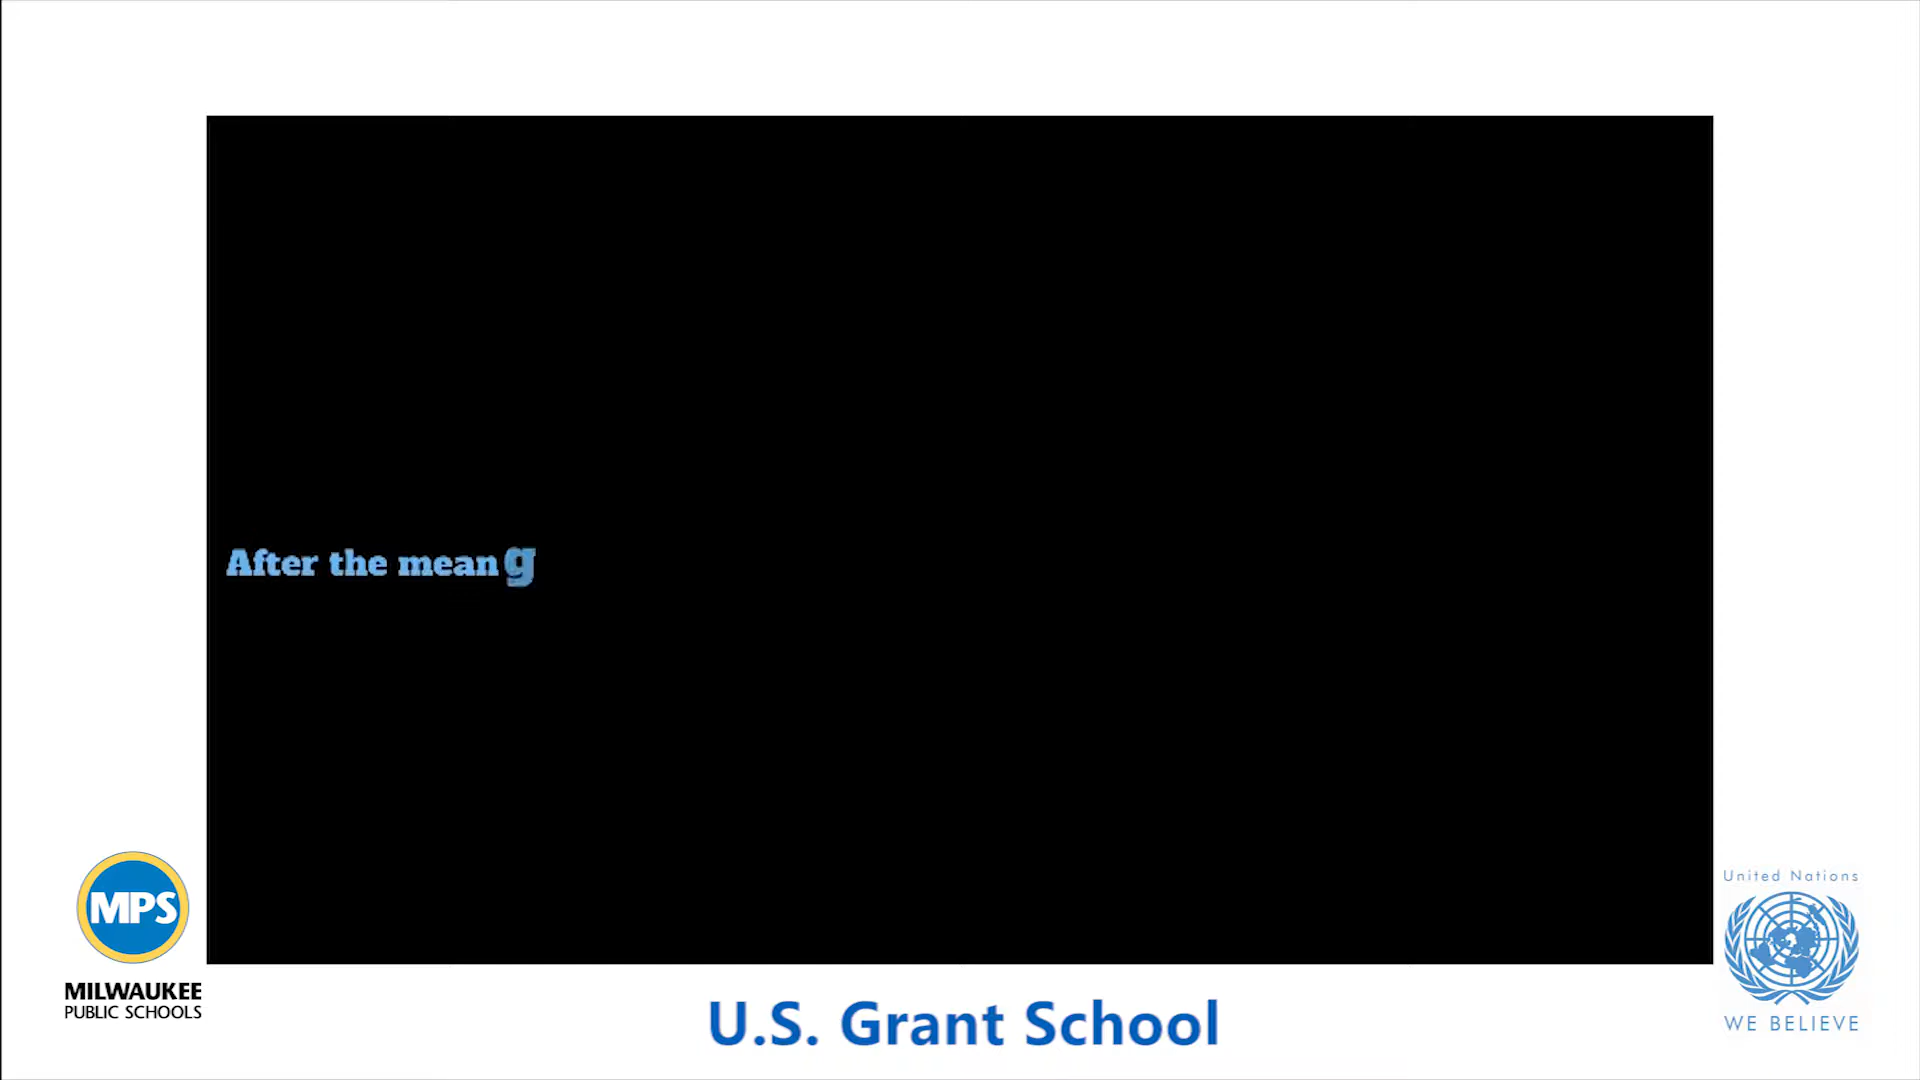 After the mean g
MPS
MILWAUKEE
PUBLIC SCHOOLS
U.S. Grant School
United Nations
WE BELIEVE